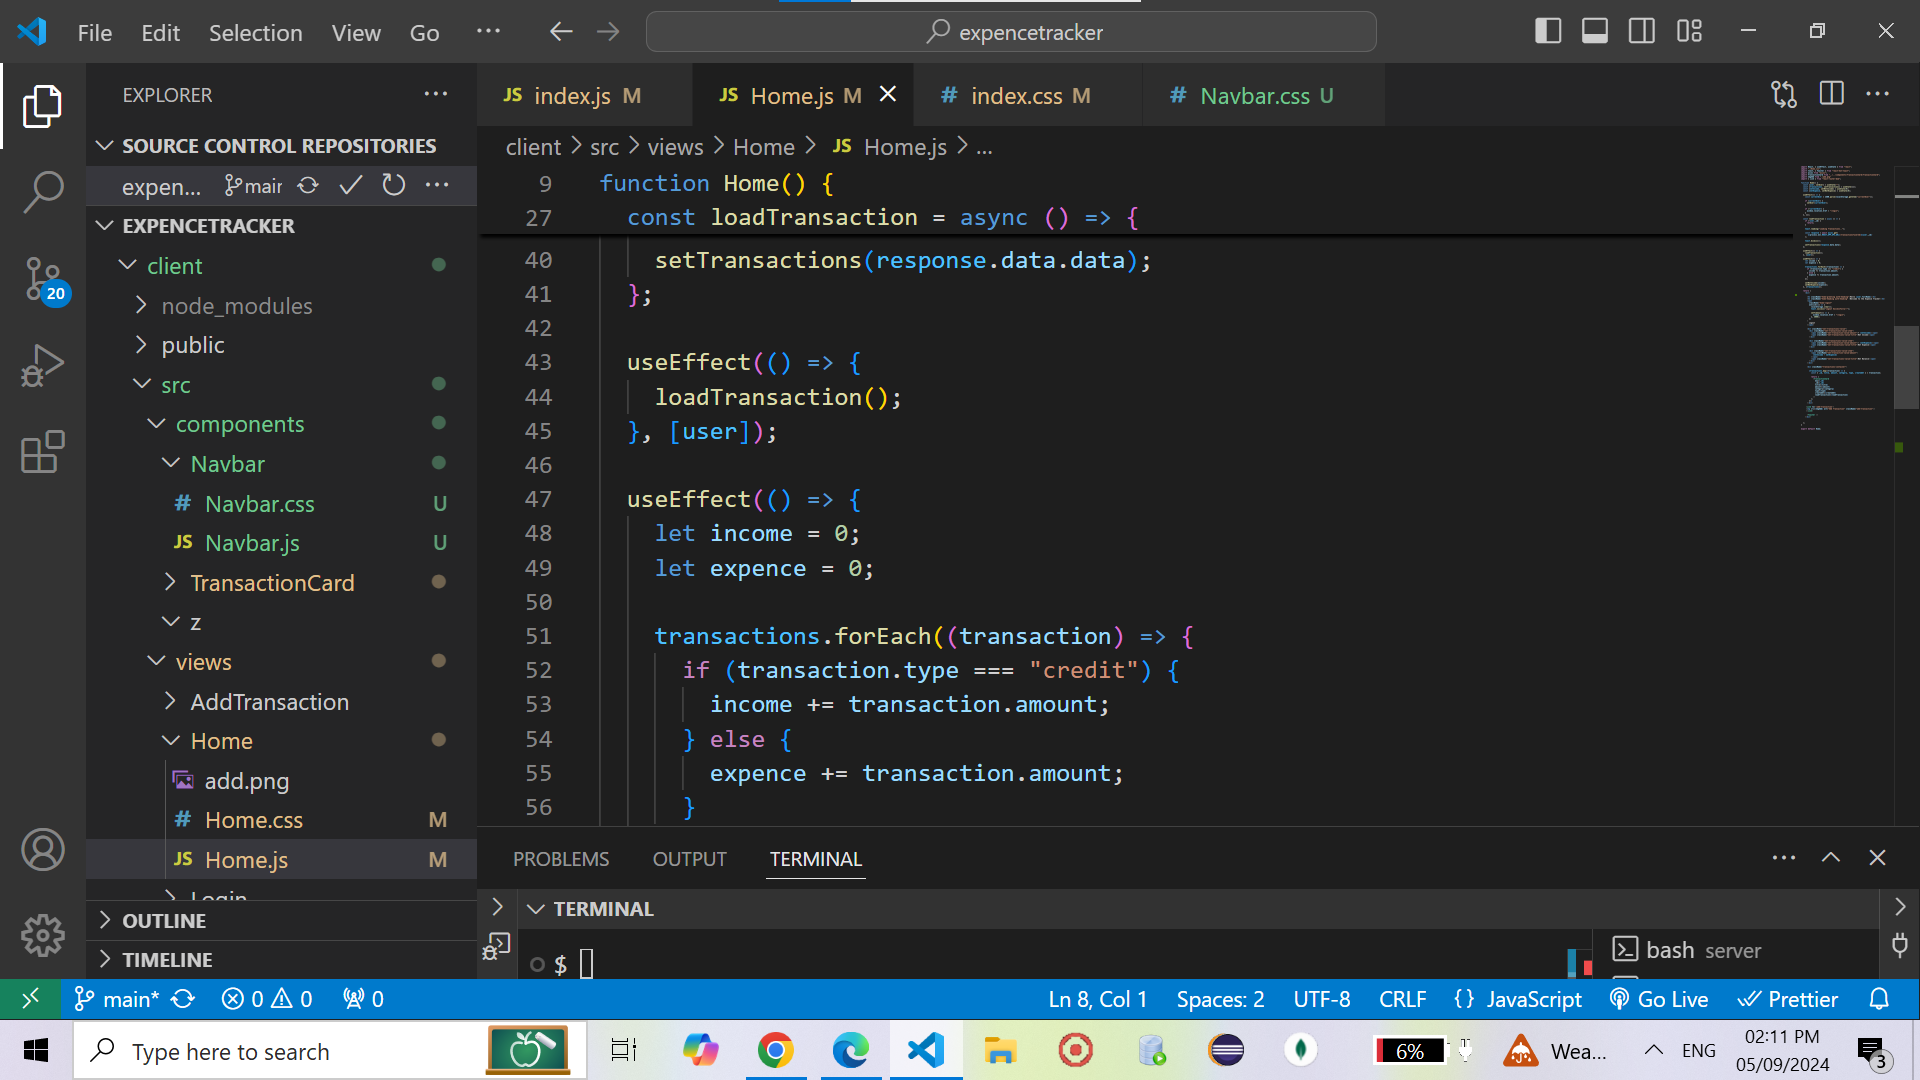 File Edit Selection View Go ··· expencetracker
EXPLORER ···
SOURCE CONTROL REPOSITORIES
expen... main ···
EXPENCETRACKER
client
node_modules
public
src
components
Navbar
# Navbar.css U
JS Navbar.js U
TransactionCard
z
views
AddTransaction
Home
add.png
# Home.css M
JS Home.js M
Login
OUTLINE
TIMELINE
20
JS index.js M JS Home.js M # index.css M # Navbar.css U
client > src > views > Home > JS Home.js > ...
9 function Home() {
27 const loadTransaction = async () => {
40 setTransactions(response.data.data);
41 };
42
43 useEffect(() => {
44 loadTransaction();
45 }, [user]);
46
47 useEffect(() => {
48 let income = 0;
49 let expence = 0;
50
51 transactions.forEach((transaction) => {
52 if (transaction.type === "credit") {
53 income += transaction.amount;
54 } else {
55 expence += transaction.amount;
56 }
PROBLEMS OUTPUT TERMINAL
TERMINAL
$
bash server
main* 0 0 0 Ln 8, Col 1 Spaces: 2 UTF-8 CRLF {} JavaScript Go Live Prettier
Type here to search 6% Wea... ENG 02:11 PM
05/09/2024
3